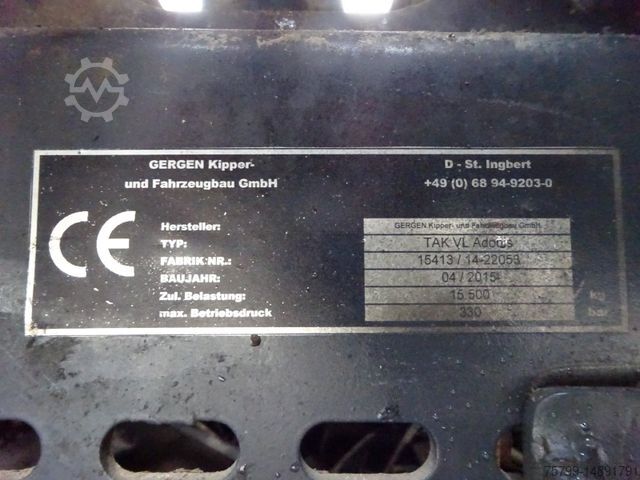 GERGEN Kipper-
und Fahrzeugbau GmbH
D - St. Ingbert
+49 (0) 68 94-9203-0
CE
Hersteller: GERGEN Kipper- und Fahrzeugbau GmbH
TYP: TAK VL Adonis
FABRIK NR.: 15413 / 14-22053
BAUJAHR: 04 / 2015
Zul. Belastung: 15.500 kg
max. Betriebsdruck 330 bar
75799-14891791